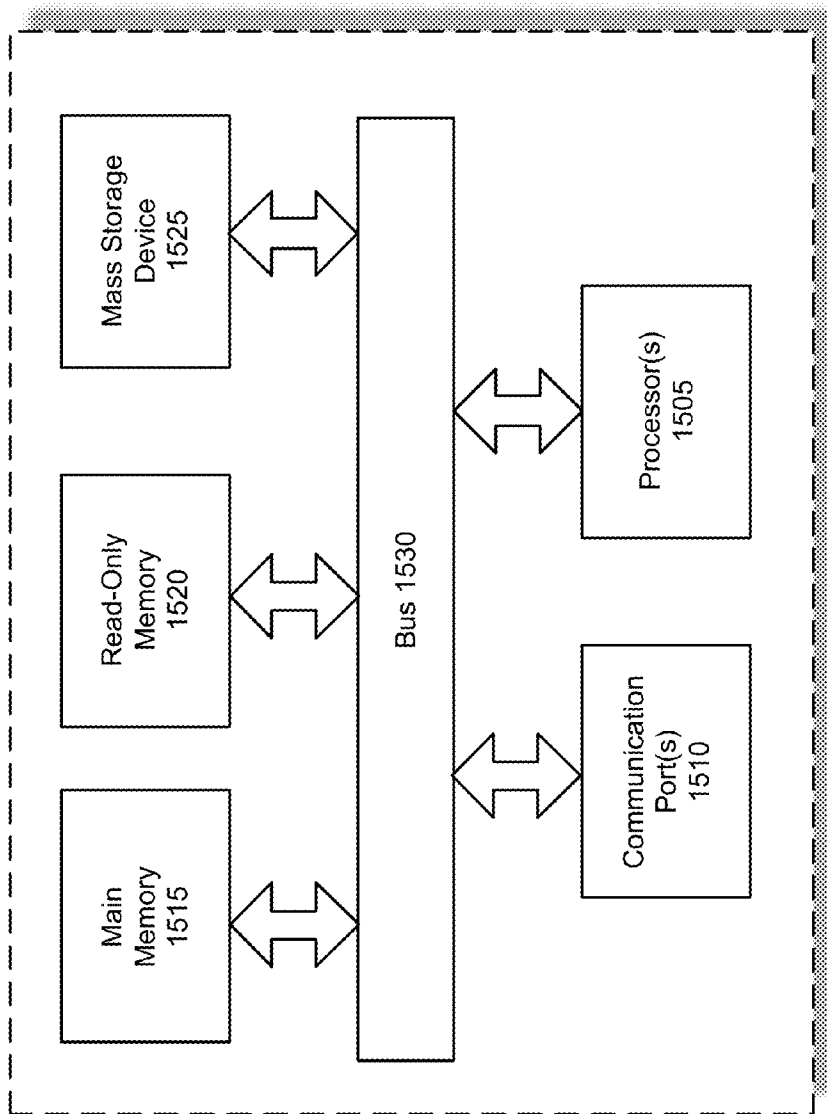 Main
Memory
1515
Read-Only
Memory
1520
Mass Storage
Device
1525
Bus 1530
Communication
Port(s)
1510
Processor(s)
1505